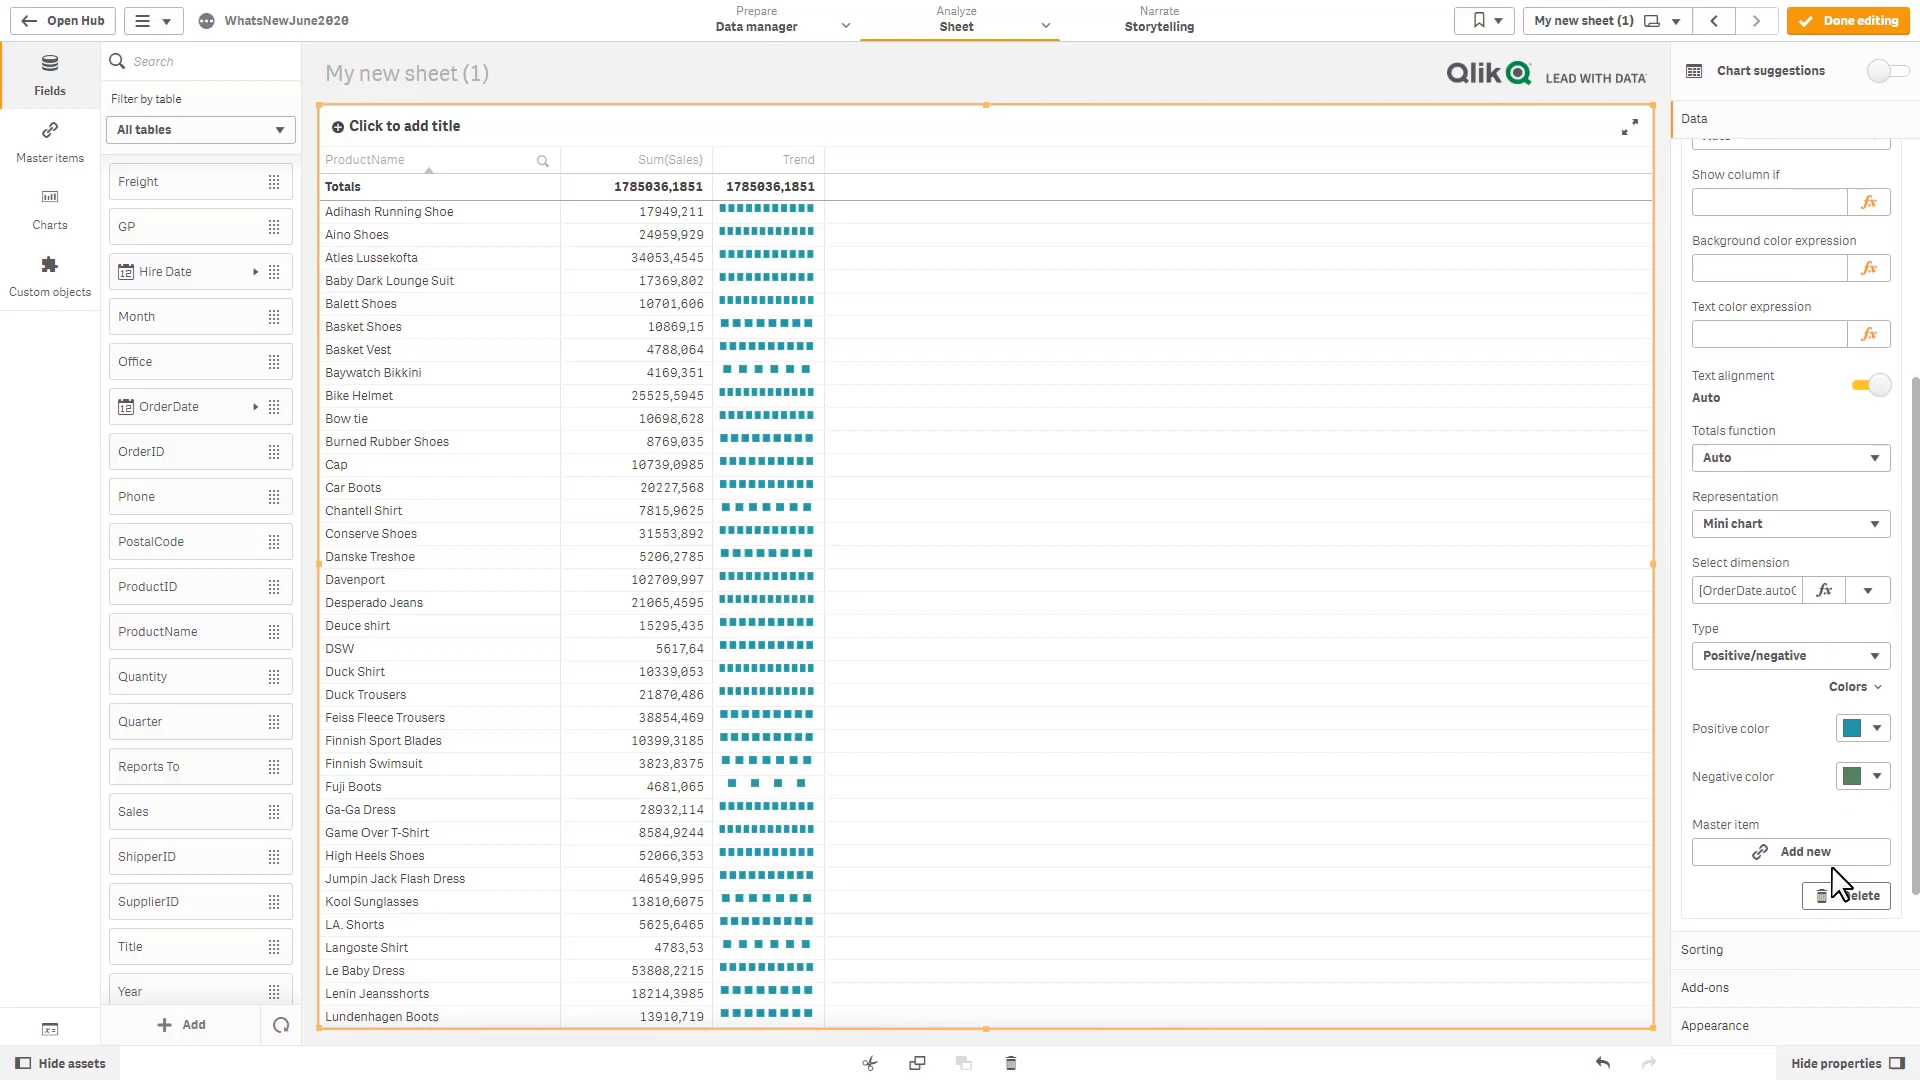 Open Hub
WhatsNewJune2020
Prepare
Data manager
Analyze
Sheet
Narrate
Storytelling
My new sheet (1)
Done editing
Fields
Master items
Charts
Custom objects
Search
Filter by table
All tables
Freight
GP
12 Hire Date
Month
Office
12 OrderDate
OrderID
Phone
PostalCode
ProductID
ProductName
Quantity
Quarter
Reports To
Sales
ShipperID
SupplierID
Title
Year
Add
My new sheet (1)
Qlik LEAD WITH DATA
Click to add title
ProductName Sum(Sales) Trend
Totals 1785036,1851 1785036,1851
Adihash Running Shoe 17949,211
Aino Shoes 24959,929
Atles Lussekofta 34053,4545
Baby Dark Lounge Suit 17369,802
Balett Shoes 10701,606
Basket Shoes 10869,15
Basket Vest 4788,064
Baywatch Bikkini 4169,351
Bike Helmet 25525,5945
Bow tie 10698,628
Burned Rubber Shoes 8769,035
Cap 10739,0985
Car Boots 20227,568
Chantell Shirt 7815,9625
Conserve Shoes 31553,892
Danske Treshoe 5206,2785
Davenport 102709,997
Desperado Jeans 21065,4595
Deuce shirt 15295,435
DSW 5617,64
Duck Shirt 10339,053
Duck Trousers 21870,486
Feiss Fleece Trousers 38854,469
Finnish Sport Blades 10399,3185
Finnish Swimsuit 3823,8375
Fuji Boots 4681,065
Ga-Ga Dress 28932,114
Game Over T-Shirt 8584,9244
High Heels Shoes 52066,353
Jumpin Jack Flash Dress 46549,995
Kool Sunglasses 13810,6075
LA. Shorts 5625,6465
Langoste Shirt 4783,53
Le Baby Dress 53808,2215
Lenin Jeansshorts 18214,3985
Lundenhagen Boots 13910,719
Chart suggestions
Data
Show column if
fx
Background color expression
fx
Text color expression
fx
Text alignment
Auto
Totals function
Auto
Representation
Mini chart
Select dimension
[OrderDate.autoC fx
Type
Positive/negative
Colors
Positive color
Negative color
Master item
Add new
Sorting
Add-ons
Appearance
Hide assets
Hide properties